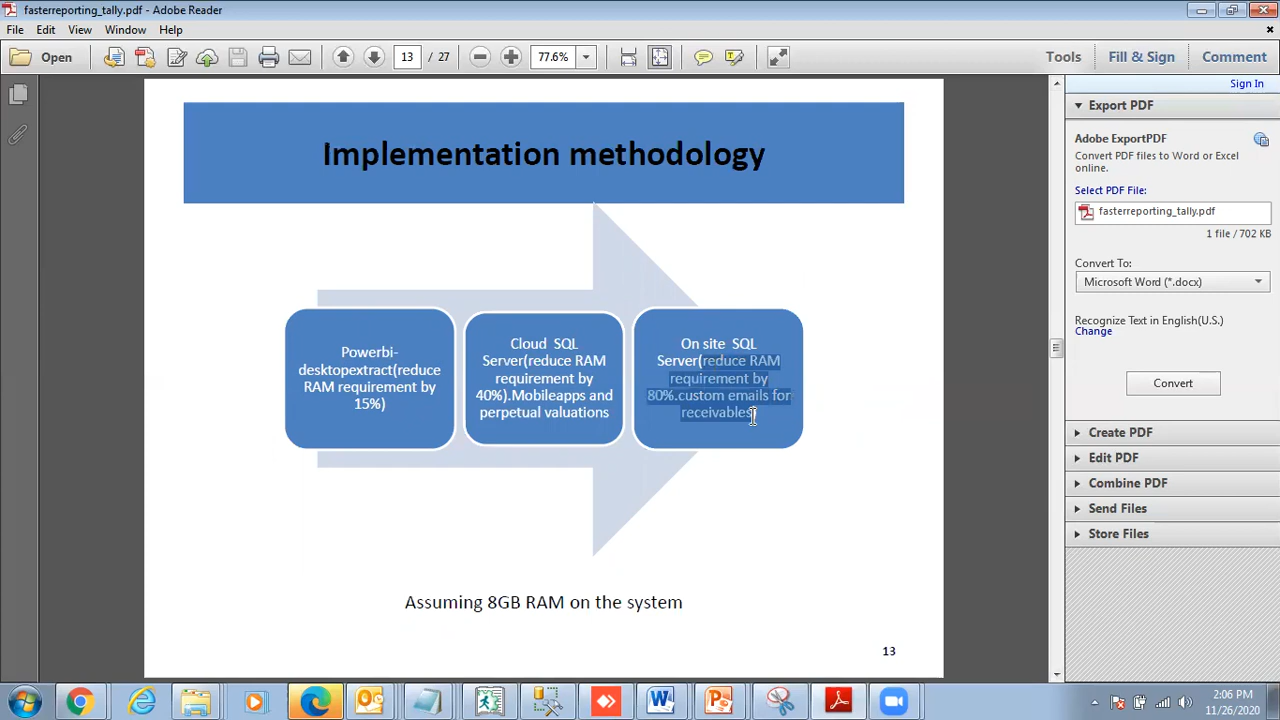 fasterreporting_tally.pdf - Adobe Reader
File Edit View Window Help
Open
13 / 27
77.6%
Tools
Fill & Sign
Comment
Sign In
Implementation methodology
Powerbi-
desktopextract(reduce
RAM requirement by
15%)
Cloud SQL
Server(reduce RAM
requirement by
40%).Mobileapps and
perpetual valuations
On site SQL
Server(reduce RAM
requirement by
80%.custom emails for
receivables
Assuming 8GB RAM on the system
13
Export PDF
Adobe ExportPDF
Convert PDF files to Word or Excel
online.
Select PDF File:
fasterreporting_tally.pdf
1 file / 702 KB
Convert To:
Microsoft Word (*.docx)
Recognize Text in English(U.S.)
Change
Convert
Create PDF
Edit PDF
Combine PDF
Send Files
Store Files
2:06 PM
11/26/2020